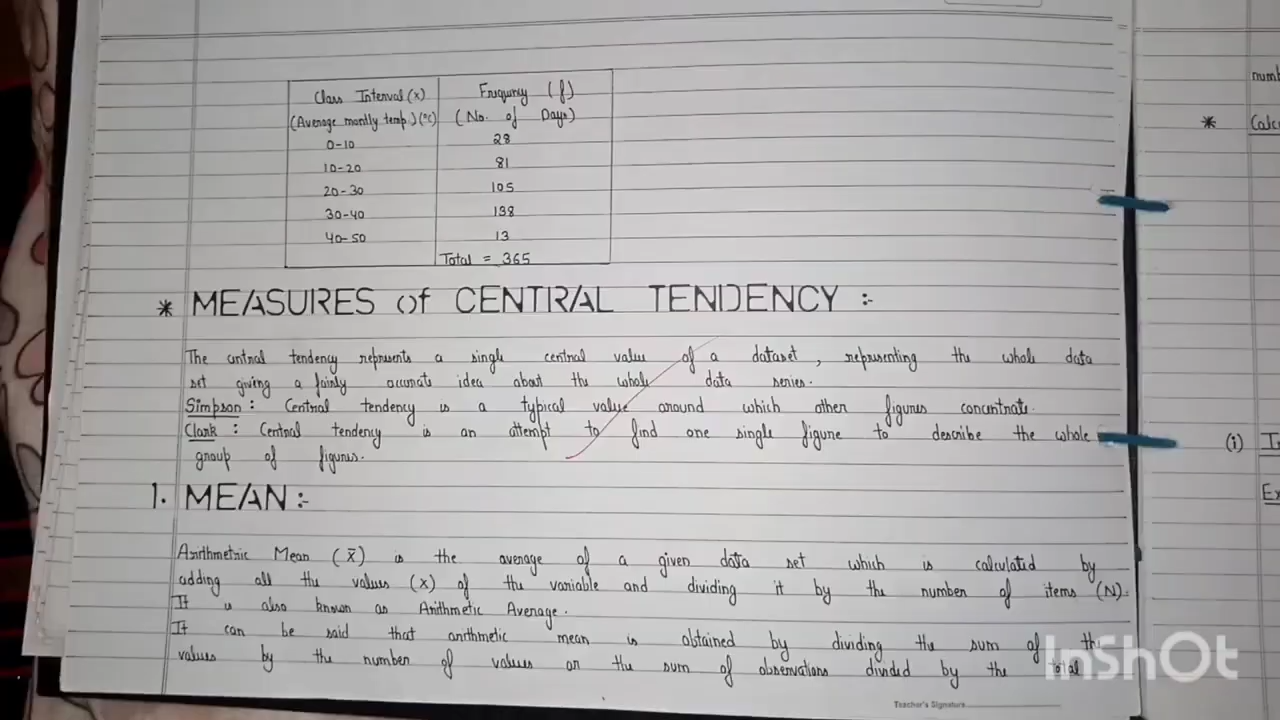 Class Interval (x) Frequency (f)
(Average montly temp.) (°C) (No. of Days)
0-10 28
10-20 81
20-30 105
30-40 138
40-50 13
Total = 365
* MEASURES of CENTRAL TENDENCY :-
The central tendency represents a single central value of a dataset, representing the whole data
set giving a fairly accurate idea about the whole data series.
Simpson : Central tendency is a typical value around which other figures concentrate.
Clark : Central tendency is an attempt to find one single figure to describe the whole
group of figures.
1. MEAN :-
Arithmetric Mean (x̄) is the average of a given data set which is calculated by
adding all the values (x) of the variable and dividing it by the number of items (N).
It is also known as Arithmetic Average.
It can be said that arithmetic mean is obtained by dividing the sum of the
values by the number of values or the sum of observations divided by the total
Teacher's Signature
InShOt
*
(i)